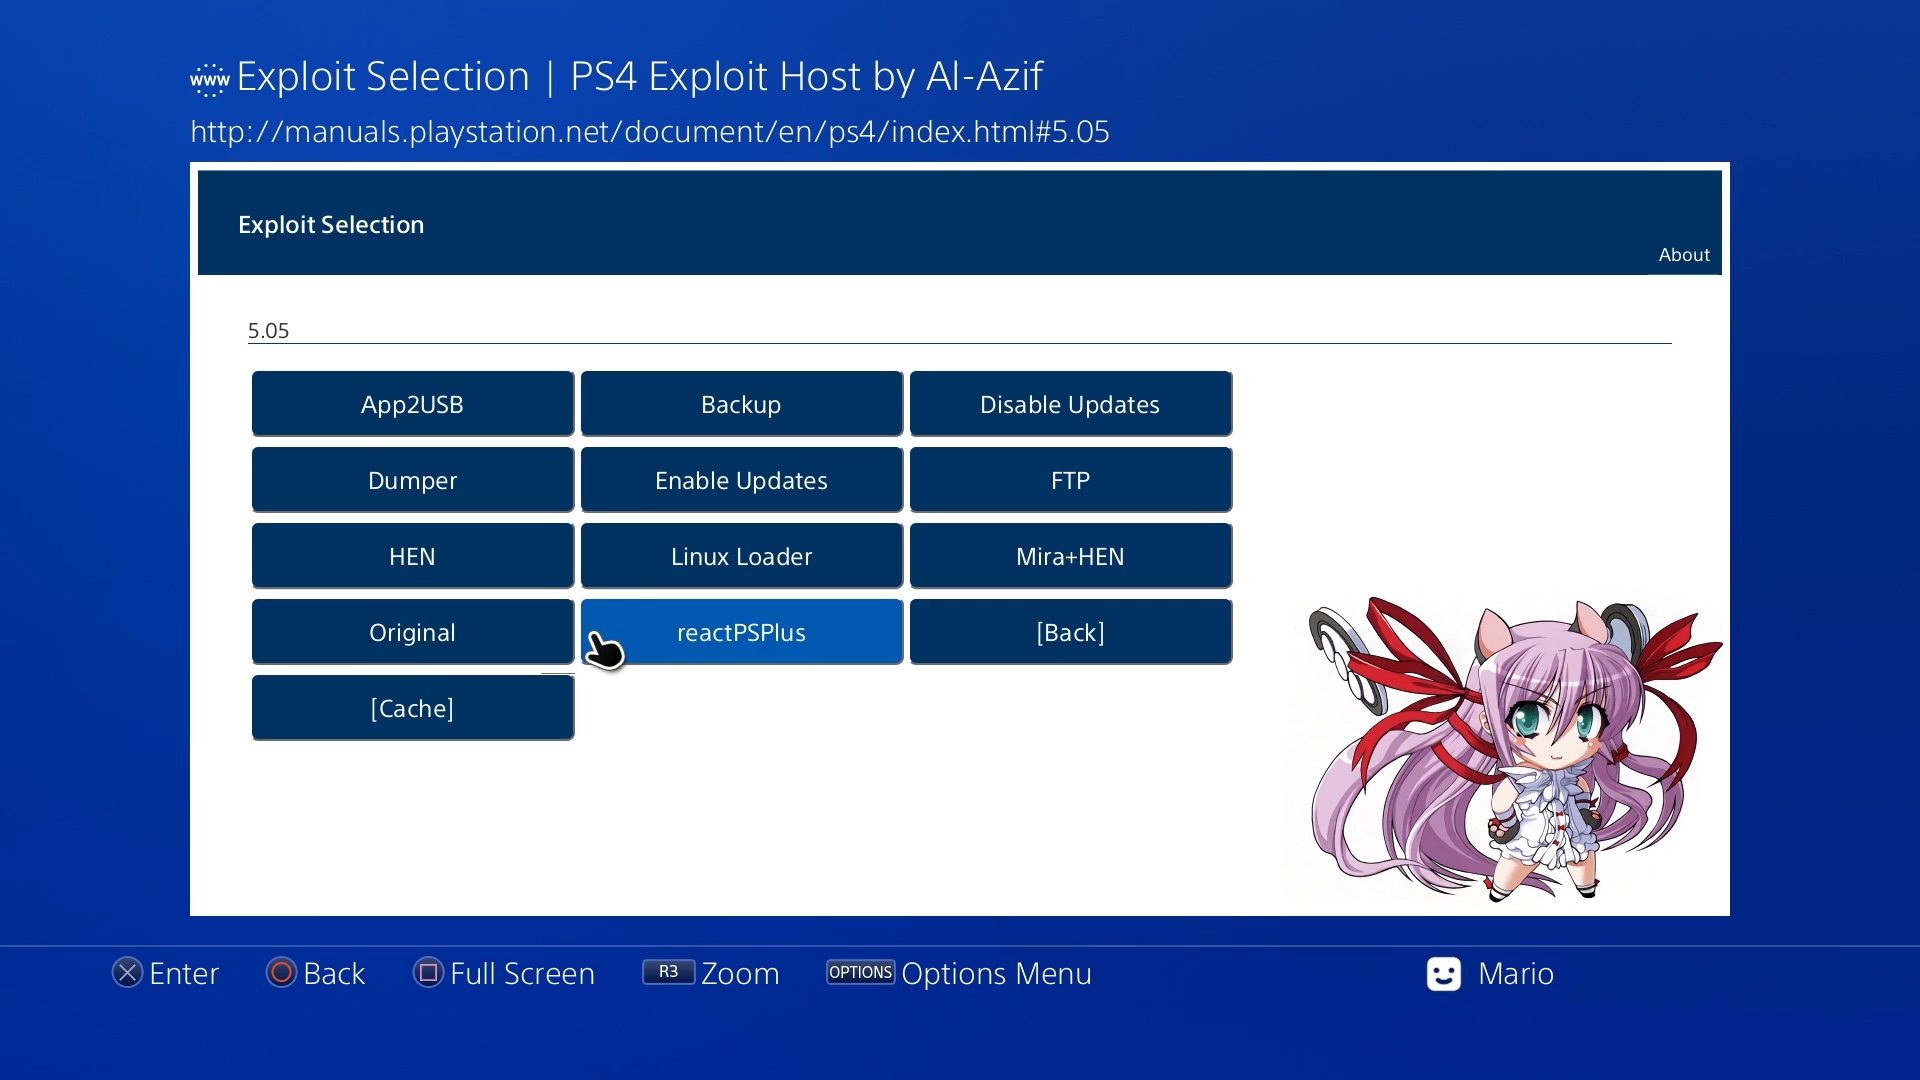 www Exploit Selection | PS4 Exploit Host by Al-Azif
http://manuals.playstation.net/document/en/ps4/index.html#5.05
Exploit Selection
About
5.05
App2USB Backup Disable Updates
Dumper Enable Updates FTP
HEN Linux Loader Mira+HEN
Original reactPSPlus [Back]
[Cache]
Enter Back Full Screen R3 Zoom OPTIONS Options Menu Mario